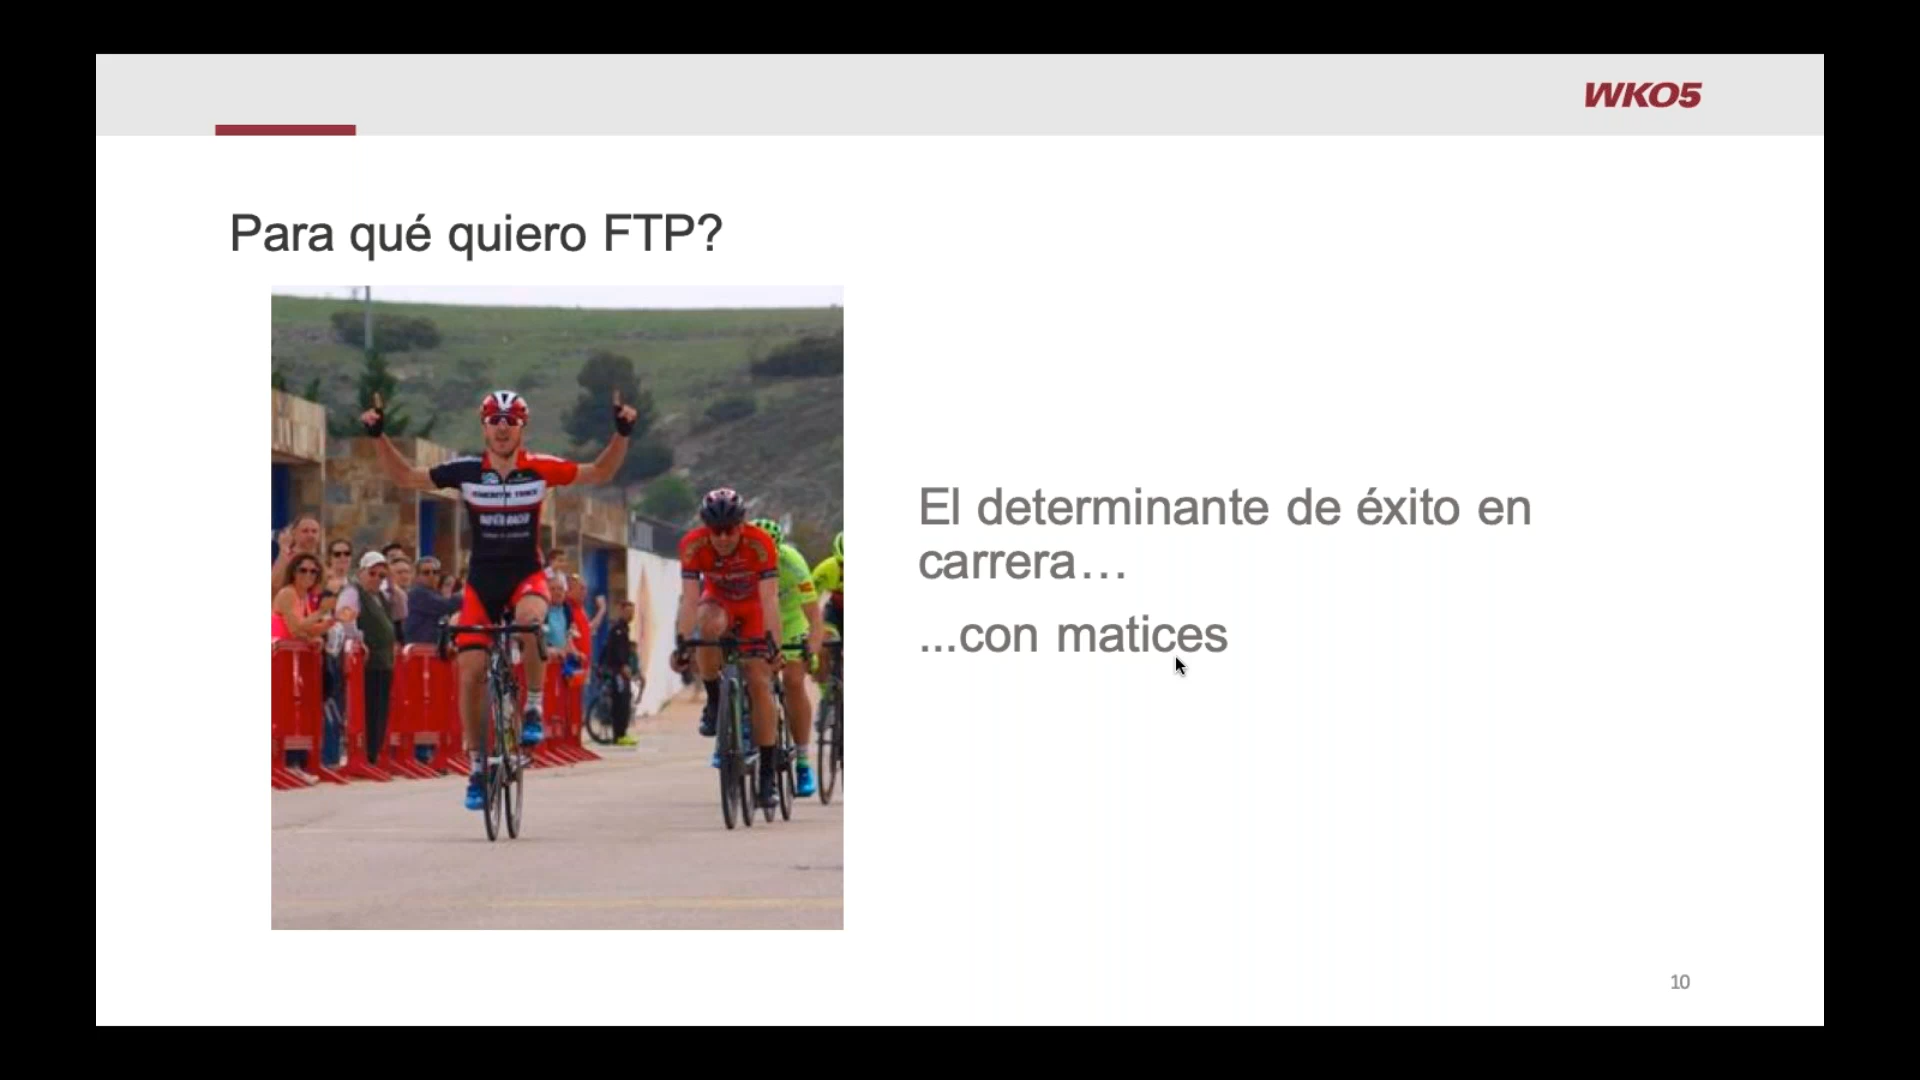 WKO5
Para qué quiero FTP?
El determinante de éxito en
carrera…
...con matices
10